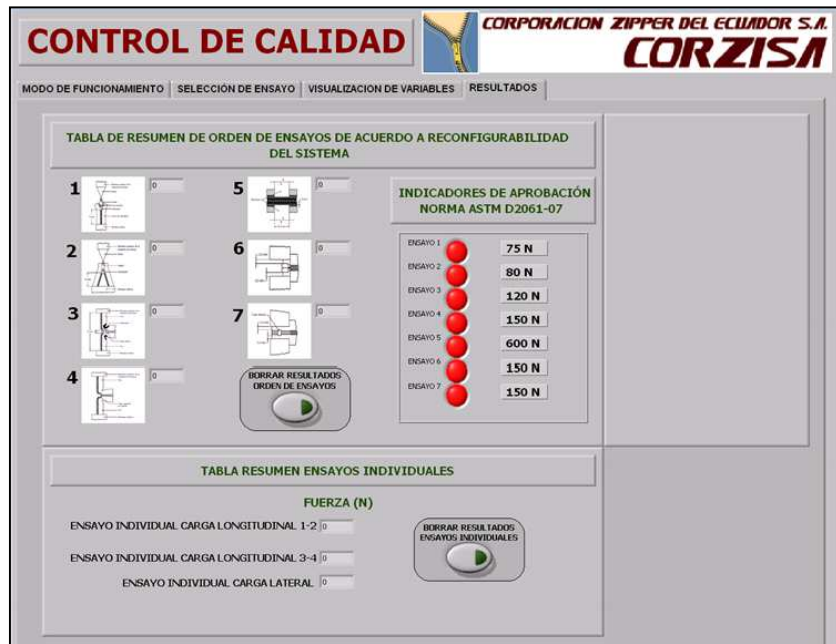 CONTROL DE CALIDAD
CORPORACION ZIPPER DEL ECUADOR S.A.
CORZISA
MODO DE FUNCIONAMIENTO
SELECCIÓN DE ENSAYO
VISUALIZACION DE VARIABLES
RESULTADOS
TABLA DE RESUMEN DE ORDEN DE ENSAYOS DE ACUERDO A RECONFIGURABILIDAD
DEL SISTEMA
1
0
2
0
3
0
4
0
5
0
6
0
7
0
BORRAR RESULTADOS
ORDEN DE ENSAYOS
INDICADORES DE APROBACIÓN
NORMA ASTM D2061-07
ENSAYO 1
75 N
ENSAYO 2
80 N
ENSAYO 3
120 N
ENSAYO 4
150 N
ENSAYO 5
600 N
ENSAYO 6
150 N
ENSAYO 7
150 N
TABLA RESUMEN ENSAYOS INDIVIDUALES
FUERZA (N)
ENSAYO INDIVIDUAL CARGA LONGITUDINAL 1-2 0
ENSAYO INDIVIDUAL CARGA LONGITUDINAL 3-4 0
ENSAYO INDIVIDUAL CARGA LATERAL 0
BORRAR RESULTADOS
ENSAYOS INDIVIDUALES